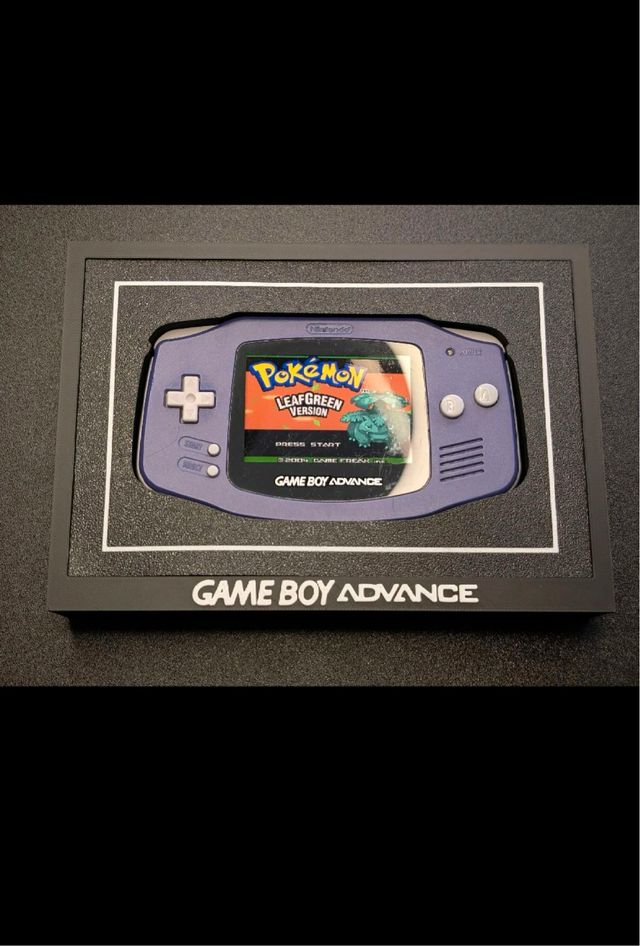 Nintendo
POWER
POKéMON
LEAFGREEN
VERSION
B A
START
SELECT
PRESS START
©2004 GAME FREAK inc.
GAME BOY ADVANCE
GAME BOY ADVANCE